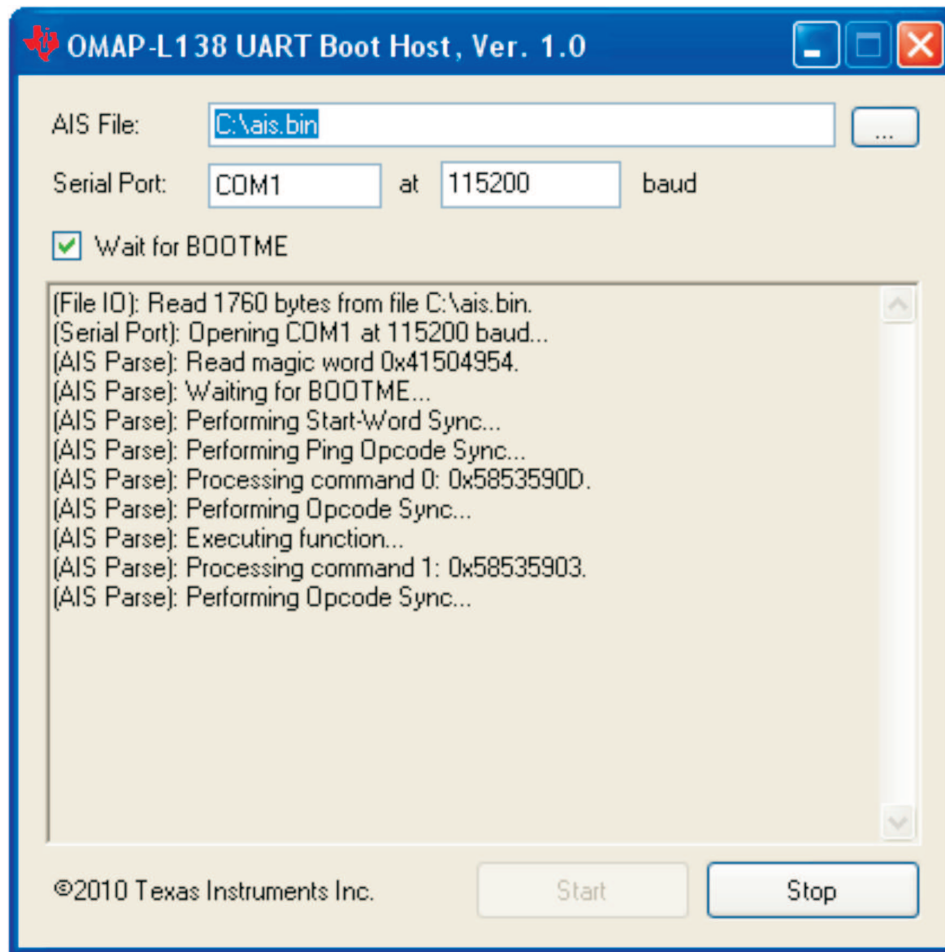 OMAP-L138 UART Boot Host, Ver. 1.0
AIS File: C:\ais.bin ...
Serial Port: COM1 at 115200 baud
Wait for BOOTME
(File IO): Read 1760 bytes from file C:\ais.bin.
(Serial Port): Opening COM1 at 115200 baud...
(AIS Parse): Read magic word 0x41504954.
(AIS Parse): Waiting for BOOTME...
(AIS Parse): Performing Start-Word Sync...
(AIS Parse): Performing Ping Opcode Sync...
(AIS Parse): Processing command 0: 0x5853590D.
(AIS Parse): Performing Opcode Sync...
(AIS Parse): Executing function...
(AIS Parse): Processing command 1: 0x58535903.
(AIS Parse): Performing Opcode Sync...
©2010 Texas Instruments Inc. Start Stop